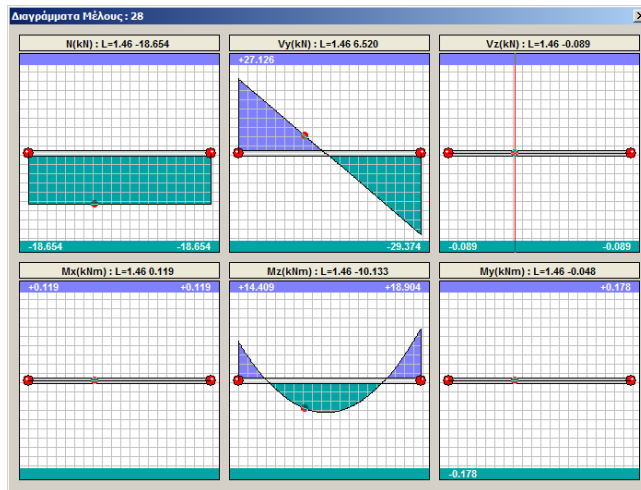 Διαγράμματα Μέλους : 28
N(kN) : L=1.46 -18.654
Vy(kN) : L=1.46 6.520
Vz(kN) : L=1.46 -0.089
+27.126
-18.654 -18.654
-29.374
-0.089 -0.089
Mx(kNm) : L=1.46 0.119
Mz(kNm) : L=1.46 -10.133
My(kNm) : L=1.46 -0.048
+0.119 +0.119
+14.409 +18.904
+0.178
-0.178